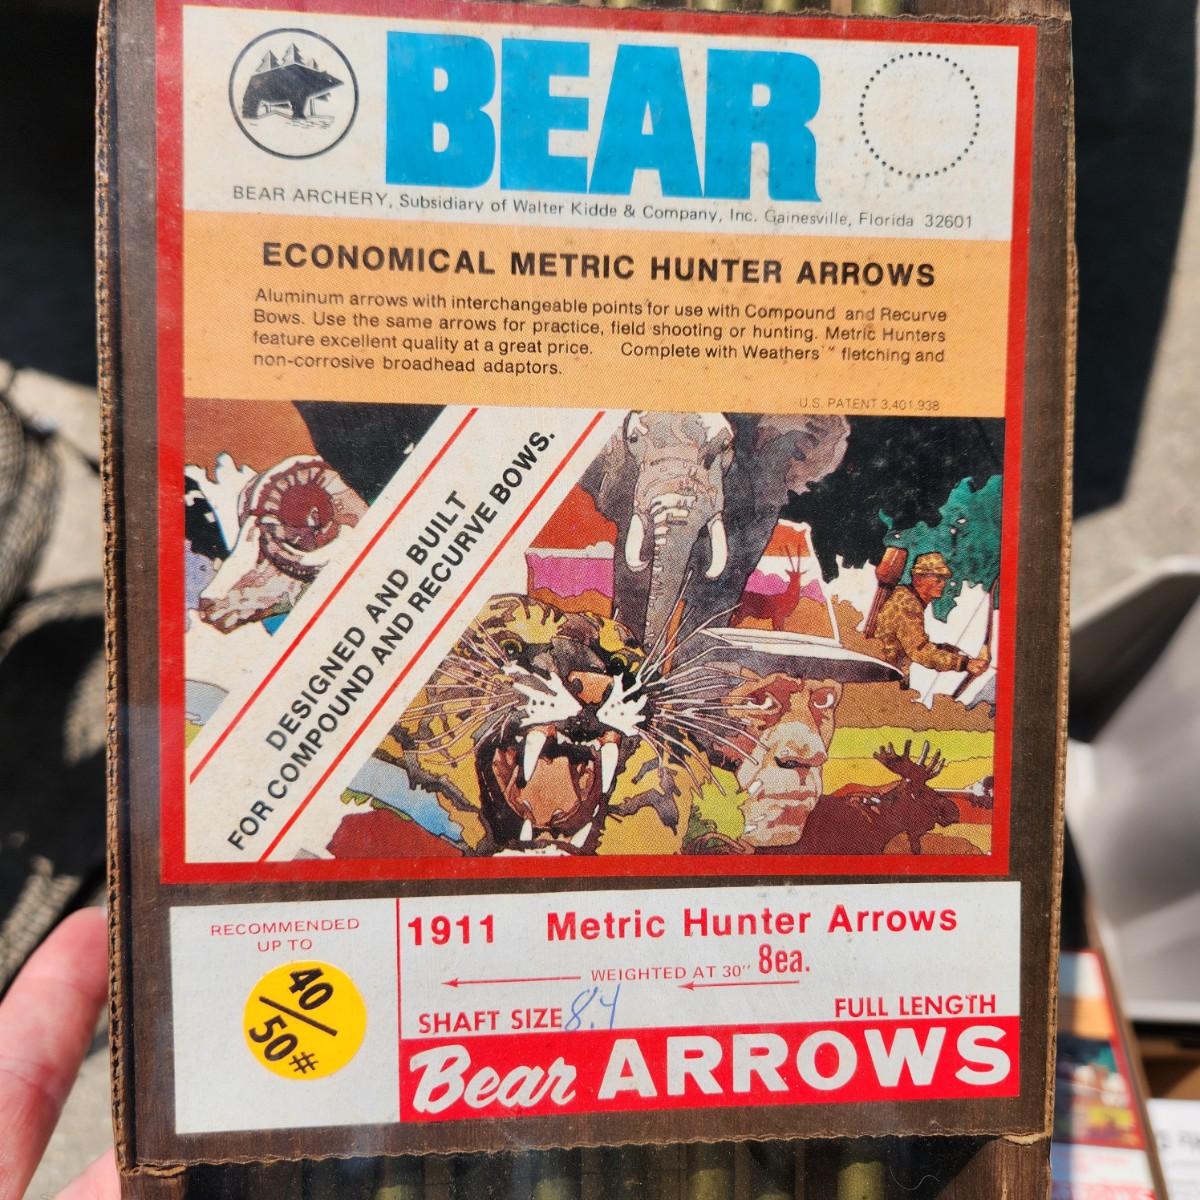 BEAR
BEAR ARCHERY, Subsidiary of Walter Kidde & Company, Inc. Gainesville, Florida 32601
ECONOMICAL METRIC HUNTER ARROWS
Aluminum arrows with interchangeable points for use with Compound and Recurve
Bows. Use the same arrows for practice, field shooting or hunting. Metric Hunters
feature excellent quality at a great price. Complete with Weathers™ fletching and
non-corrosive broadhead adaptors.
U.S. PATENT 3,401,938
DESIGNED AND BUILT
FOR COMPOUND AND RECURVE BOWS.
RECOMMENDED
UP TO
40/
50#
1911 Metric Hunter Arrows
WEIGHTED AT 30" 8ea.
SHAFT SIZE 8.4 FULL LENGTH
Bear ARROWS